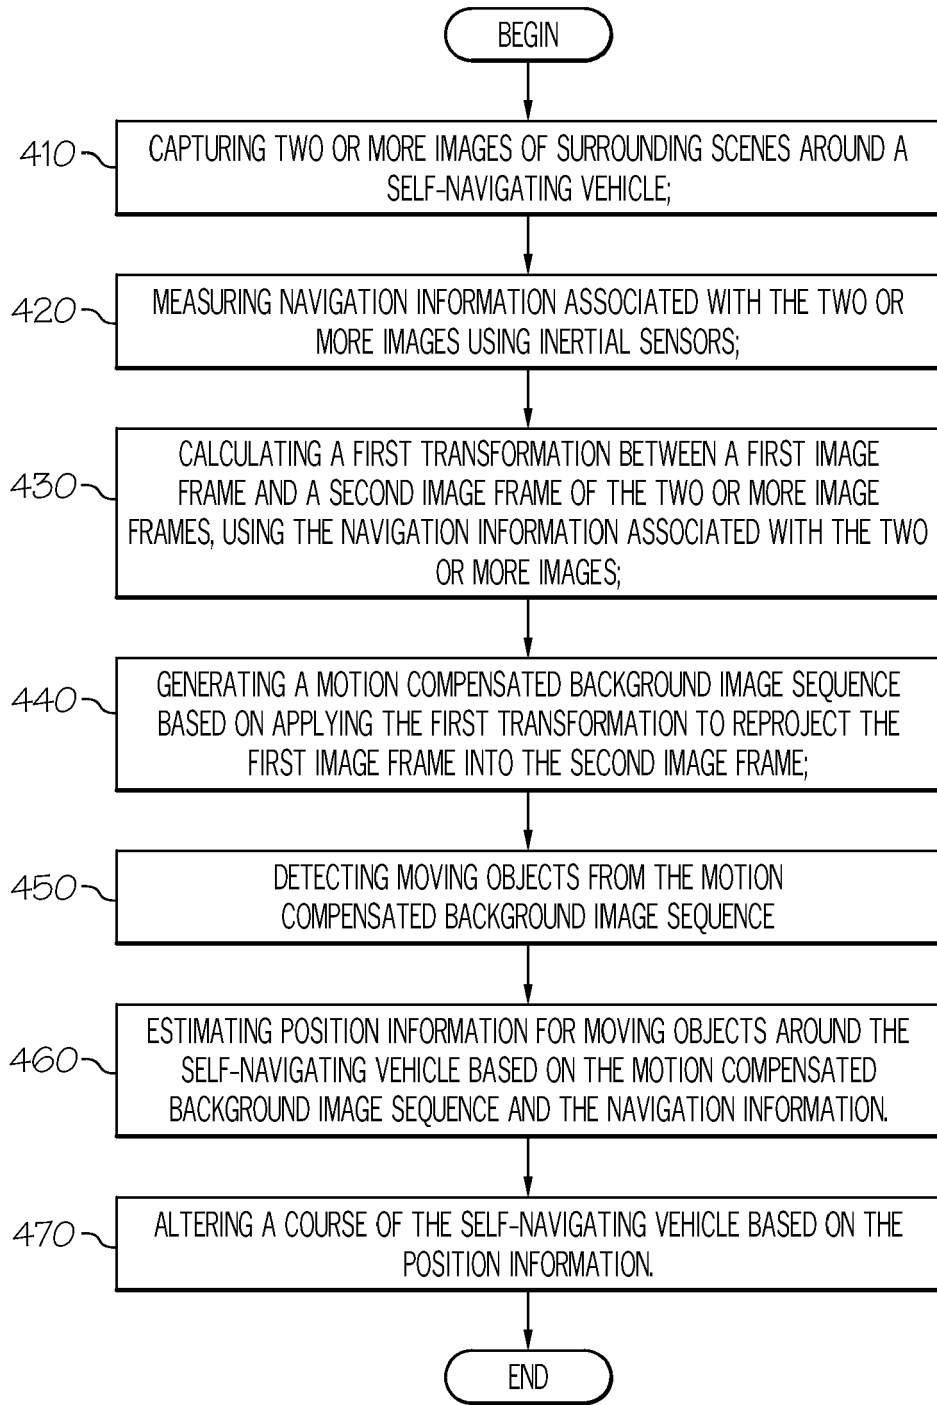 BEGIN
410
CAPTURING TWO OR MORE IMAGES OF SURROUNDING SCENES AROUND A
SELF-NAVIGATING VEHICLE;
420
MEASURING NAVIGATION INFORMATION ASSOCIATED WITH THE TWO OR
MORE IMAGES USING INERTIAL SENSORS;
430
CALCULATING A FIRST TRANSFORMATION BETWEEN A FIRST IMAGE
FRAME AND A SECOND IMAGE FRAME OF THE TWO OR MORE IMAGE
FRAMES, USING THE NAVIGATION INFORMATION ASSOCIATED WITH THE TWO
OR MORE IMAGES;
440
GENERATING A MOTION COMPENSATED BACKGROUND IMAGE SEQUENCE
BASED ON APPLYING THE FIRST TRANSFORMATION TO REPROJECT THE
FIRST IMAGE FRAME INTO THE SECOND IMAGE FRAME;
450
DETECTING MOVING OBJECTS FROM THE MOTION
COMPENSATED BACKGROUND IMAGE SEQUENCE
460
ESTIMATING POSITION INFORMATION FOR MOVING OBJECTS AROUND THE
SELF-NAVIGATING VEHICLE BASED ON THE MOTION COMPENSATED
BACKGROUND IMAGE SEQUENCE AND THE NAVIGATION INFORMATION.
470
ALTERING A COURSE OF THE SELF-NAVIGATING VEHICLE BASED ON THE
POSITION INFORMATION.
END